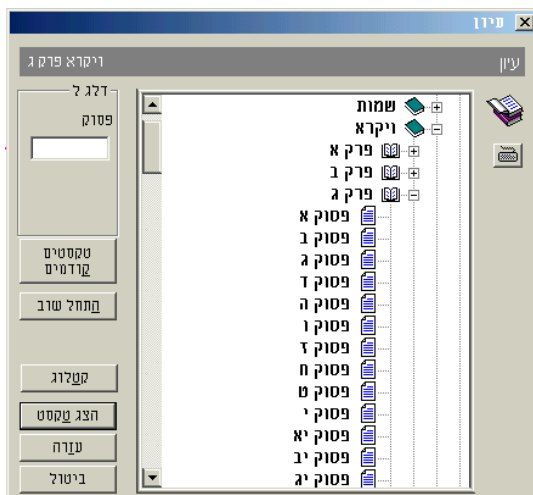 עיון
עיון
ויקרא פרק ג
שמות
ויקרא
פרק א
פרק ב
פרק ג
פסוק א
פסוק ב
פסוק ג
פסוק ד
פסוק ה
פסוק ו
פסוק ז
פסוק ח
פסוק ט
פסוק י
פסוק יא
פסוק יב
פסוק יג
דלג ל
פסוק
טקסטים
קודמים
התחל שוב
קטלוג
הצג טקסט
עזרה
ביטול